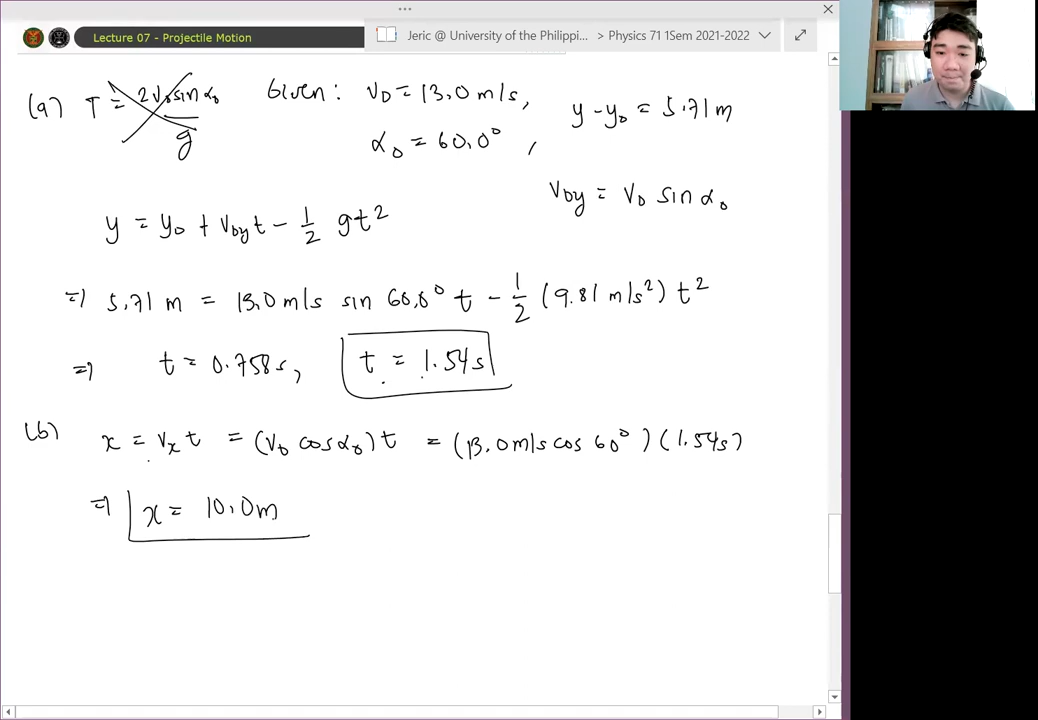 Lecture 07 - Projectile Motion
Jeric @ University of the Philippi... > Physics 71 1Sem 2021-2022
(a) T = 2v₀sin α₀ / g
Given: v₀ = 13.0 m/s,
α₀ = 60.0°,
y - y₀ = 5.71 m
v₀y = v₀ sin α₀
y = y₀ + v₀y t - 1/2 gt²
⇒ 5.71 m = 13.0 m/s sin 60.0° t - 1/2 (9.81 m/s²) t²
⇒ t = 0.758 s, t = 1.54 s
(b) x = vₓ t = (v₀ cos α₀) t = (13.0 m/s cos 60°) (1.54 s)
⇒ x = 10.0 m